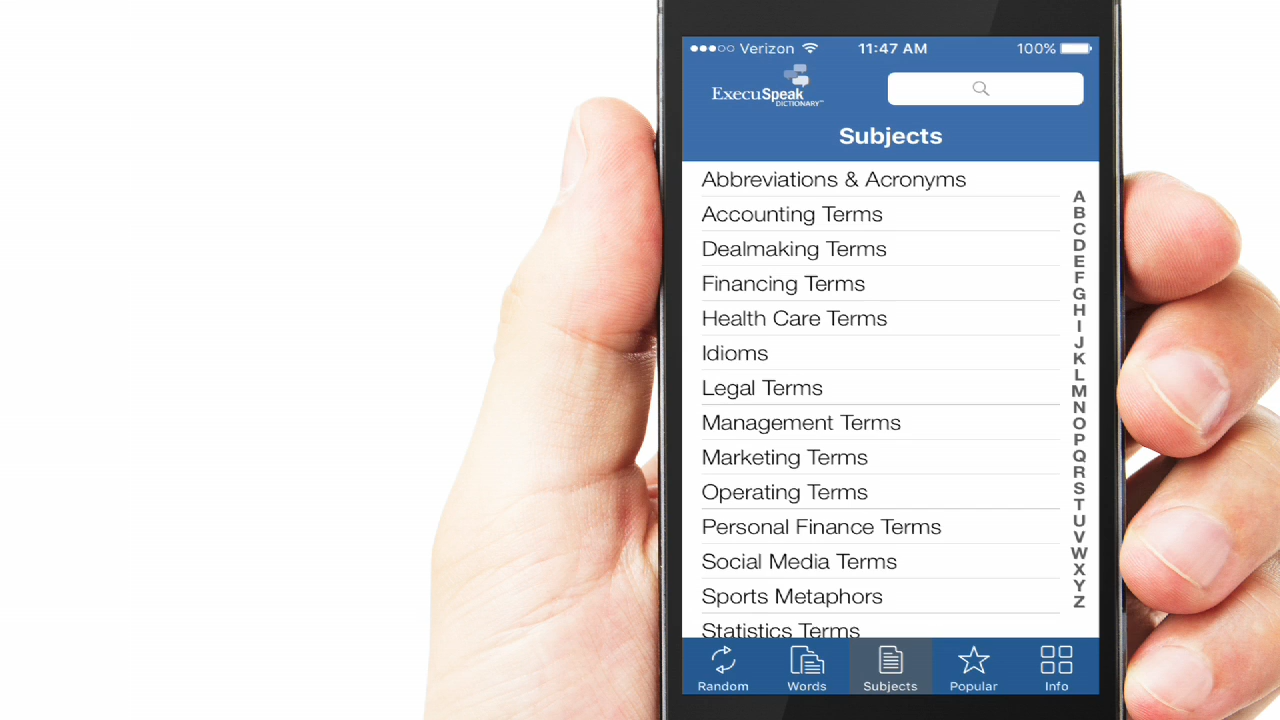 ●●●○○ Verizon 11:47 AM 100%
ExecuSpeak
DICTIONARY™
Subjects
Abbreviations & Acronyms
Accounting Terms
Dealmaking Terms
Financing Terms
Health Care Terms
Idioms
Legal Terms
Management Terms
Marketing Terms
Operating Terms
Personal Finance Terms
Social Media Terms
Sports Metaphors
Statistics Terms
A
B
C
D
E
F
G
H
I
J
K
L
M
N
O
P
Q
R
S
T
U
V
W
X
Y
Z
Random Words Subjects Popular Info